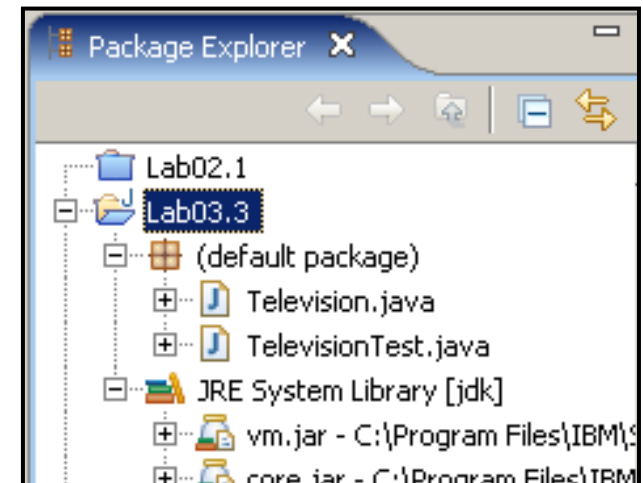 Package Explorer
Lab02.1
Lab03.3
(default package)
Television.java
TelevisionTest.java
JRE System Library [jdk]
vm.jar - C:\Program Files\IBM\
core.jar - C:\Program Files\IBM